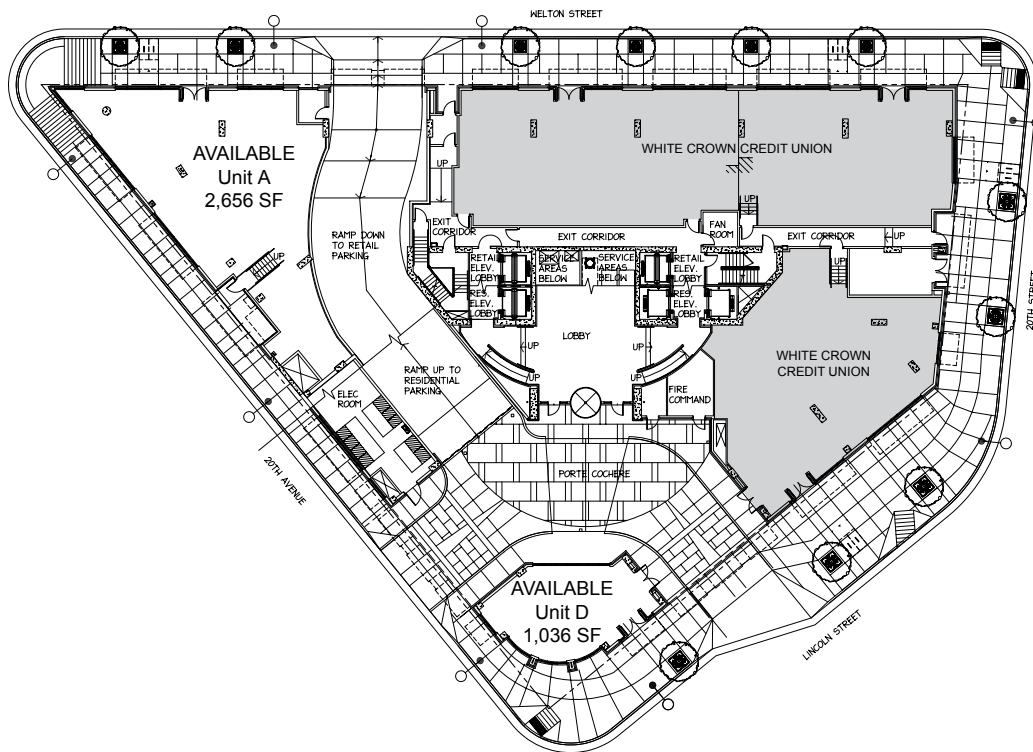 WELTON STREET
AVAILABLE
Unit A
2,656 SF
WHITE CROWN CREDIT UNION
UP
UP
EXIT
CORRIDOR
FAN
ROOM
EXIT CORRIDOR
EXIT CORRIDOR
UP
RAMP DOWN
TO RETAIL
PARKING
UP
RETAIL
ELEV.
LOBBY
SERVICE
AREAS
BELOW
SERVICE
AREAS
BELOW
RETAIL
ELEV.
LOBBY
UP
RES.
ELEV.
LOBBY
RES.
ELEV.
LOBBY
20TH STREET
LOBBY
UP
UP
WHITE CROWN
CREDIT UNION
RAMP UP TO
RESIDENTIAL
PARKING
UP
UP
ELEC
ROOM
FIRE
COMMAND
20TH AVENUE
PORTE COCHERE
AVAILABLE
Unit D
1,036 SF
LINCOLN STREET